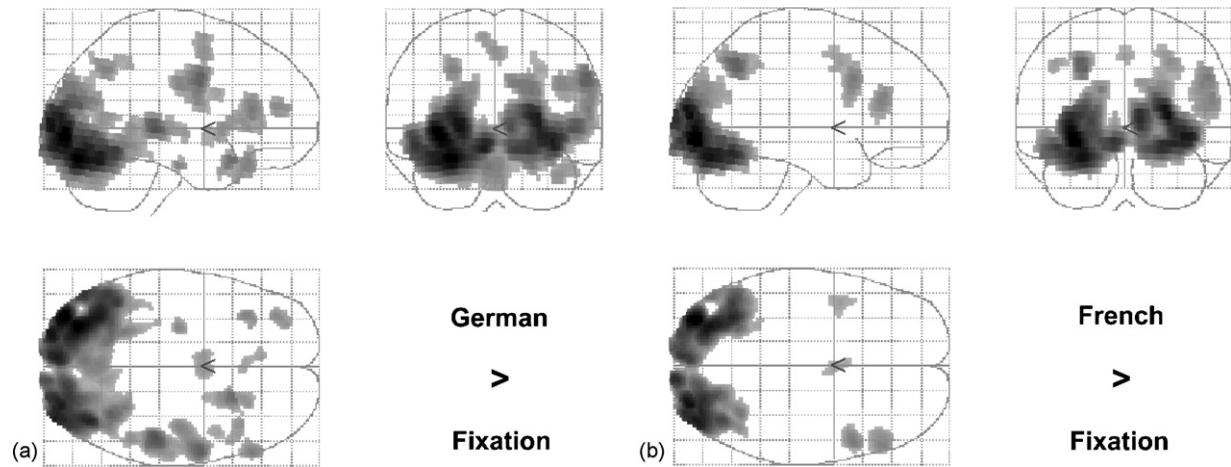 German
>
Fixation
(a)
French
>
Fixation
(b)